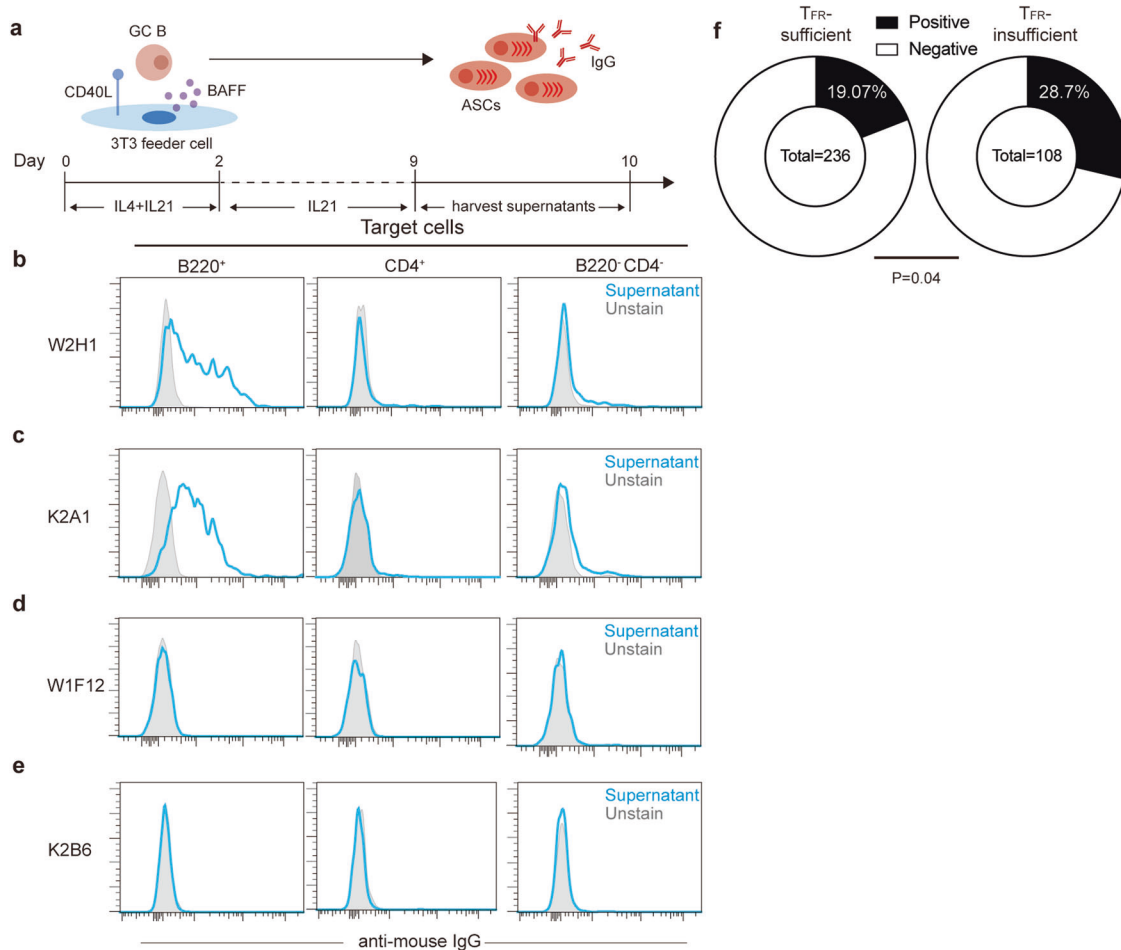 a
GC B
CD40L
BAFF
3T3 feeder cell
IgG
ASCs
Day
0
2
9
10
IL4+IL21
IL21
harvest supernatants
Target cells
b
B220⁺
CD4⁺
B220⁻ CD4⁻
W2H1
Supernatant
Unstain
c
K2A1
Supernatant
Unstain
d
W1F12
Supernatant
Unstain
e
K2B6
Supernatant
Unstain
anti-mouse IgG
f
TFR-
sufficient
Positive
Negative
TFR-
insufficient
19.07%
28.7%
Total=236
Total=108
P=0.04